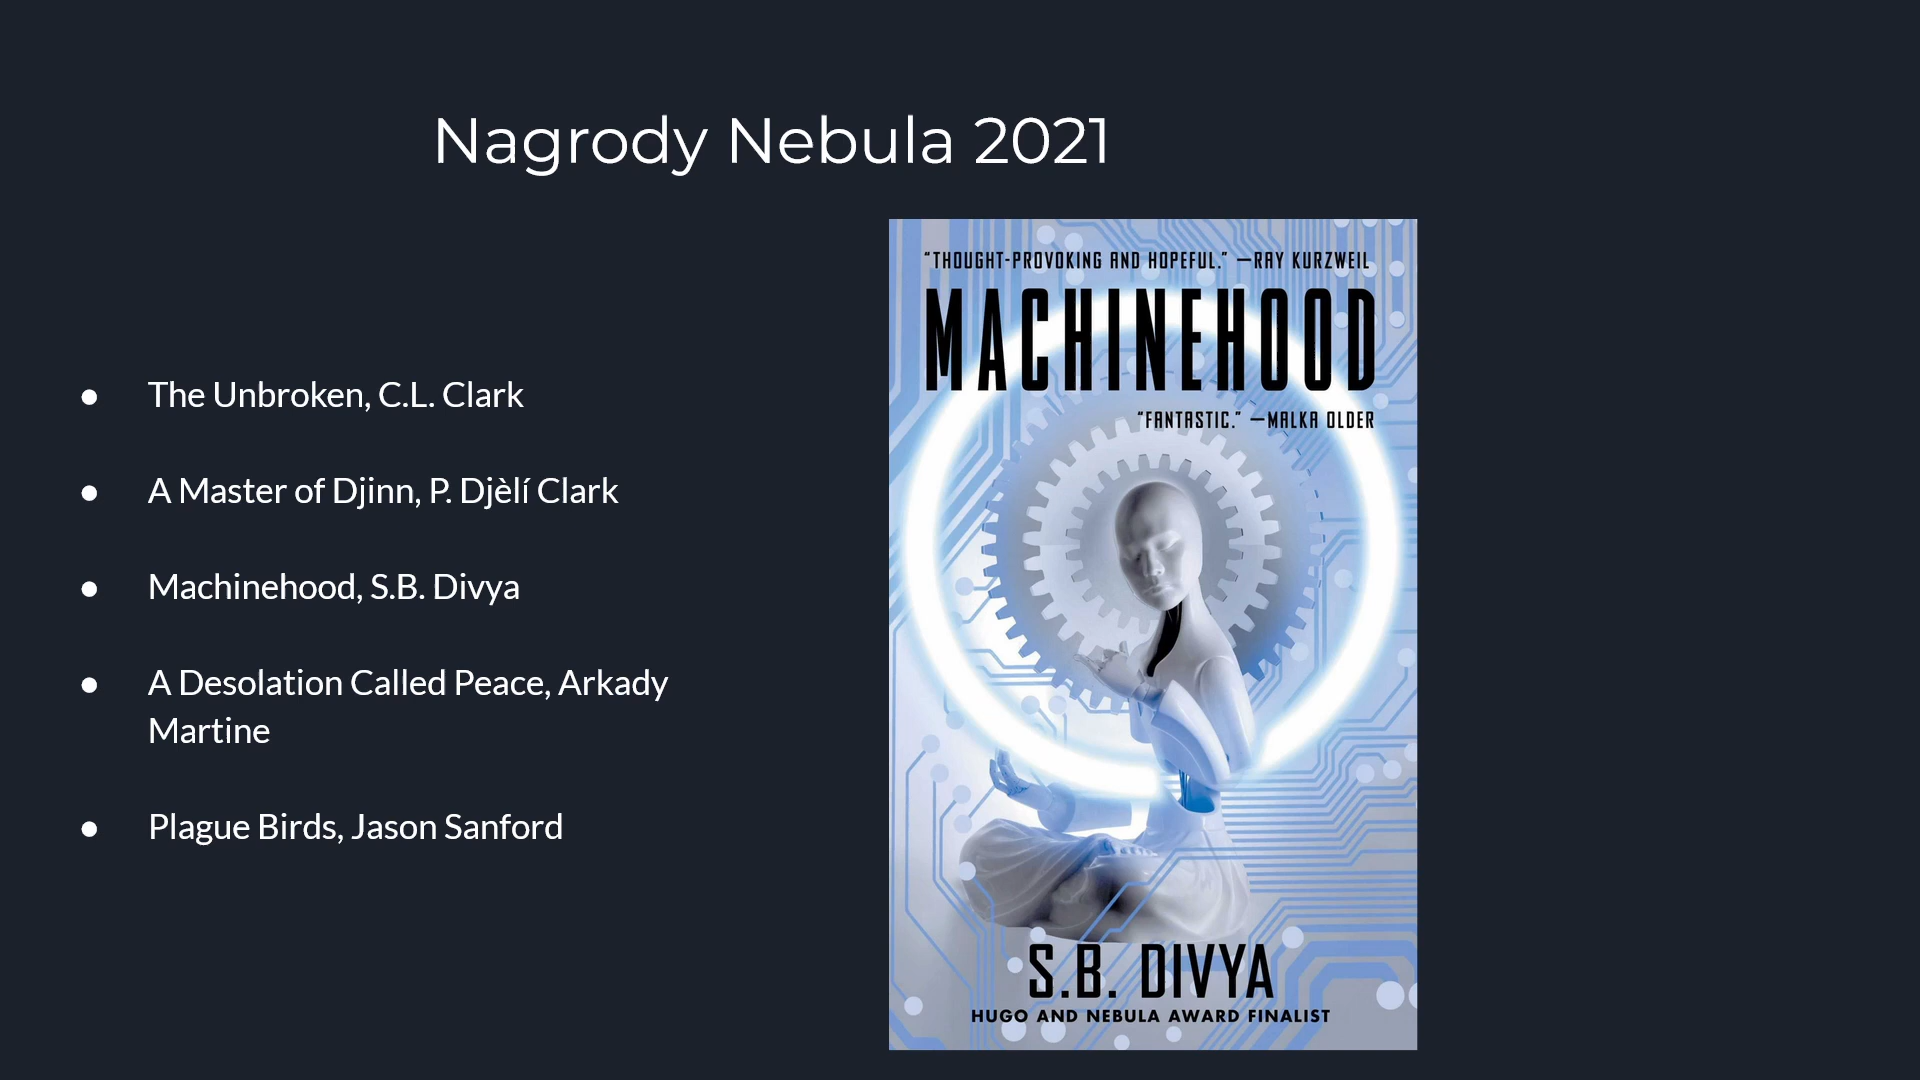 Nagrody Nebula 2021
● The Unbroken, C.L. Clark
● A Master of Djinn, P. Djèlí Clark
● Machinehood, S.B. Divya
● A Desolation Called Peace, Arkady
Martine
● Plague Birds, Jason Sanford
"THOUGHT-PROVOKING AND HOPEFUL." —RAY KURZWEIL
MACHINEHOOD
"FANTASTIC." —MALKA OLDER
S.B. DIVYA
HUGO AND NEBULA AWARD FINALIST